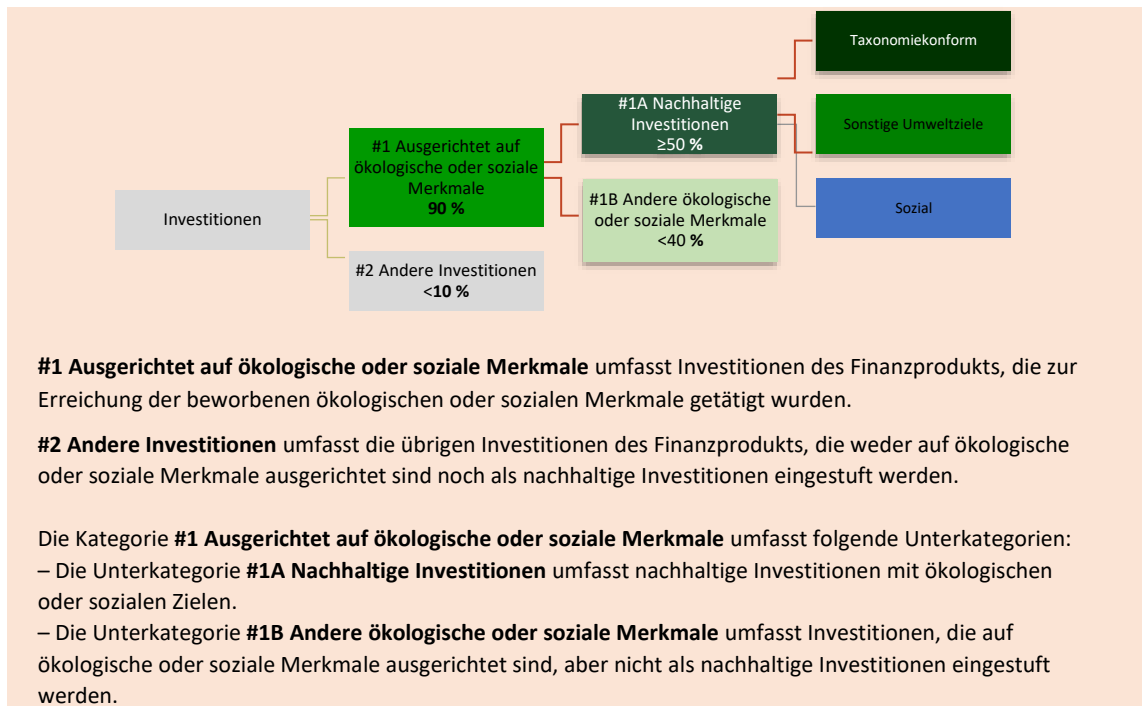 Taxonomiekonform
#1A Nachhaltige
Investitionen
≥50 %
Sonstige Umweltziele
#1 Ausgerichtet auf
ökologische oder soziale
Merkmale
90 %
#1B Andere ökologische
oder soziale Merkmale
<40 %
Sozial
Investitionen
#2 Andere Investitionen
<10 %
#1 Ausgerichtet auf ökologische oder soziale Merkmale umfasst Investitionen des Finanzprodukts, die zur
Erreichung der beworbenen ökologischen oder sozialen Merkmale getätigt wurden.
#2 Andere Investitionen umfasst die übrigen Investitionen des Finanzprodukts, die weder auf ökologische
oder soziale Merkmale ausgerichtet sind noch als nachhaltige Investitionen eingestuft werden.
Die Kategorie #1 Ausgerichtet auf ökologische oder soziale Merkmale umfasst folgende Unterkategorien:
– Die Unterkategorie #1A Nachhaltige Investitionen umfasst nachhaltige Investitionen mit ökologischen
oder sozialen Zielen.
– Die Unterkategorie #1B Andere ökologische oder soziale Merkmale umfasst Investitionen, die auf
ökologische oder soziale Merkmale ausgerichtet sind, aber nicht als nachhaltige Investitionen eingestuft
werden.